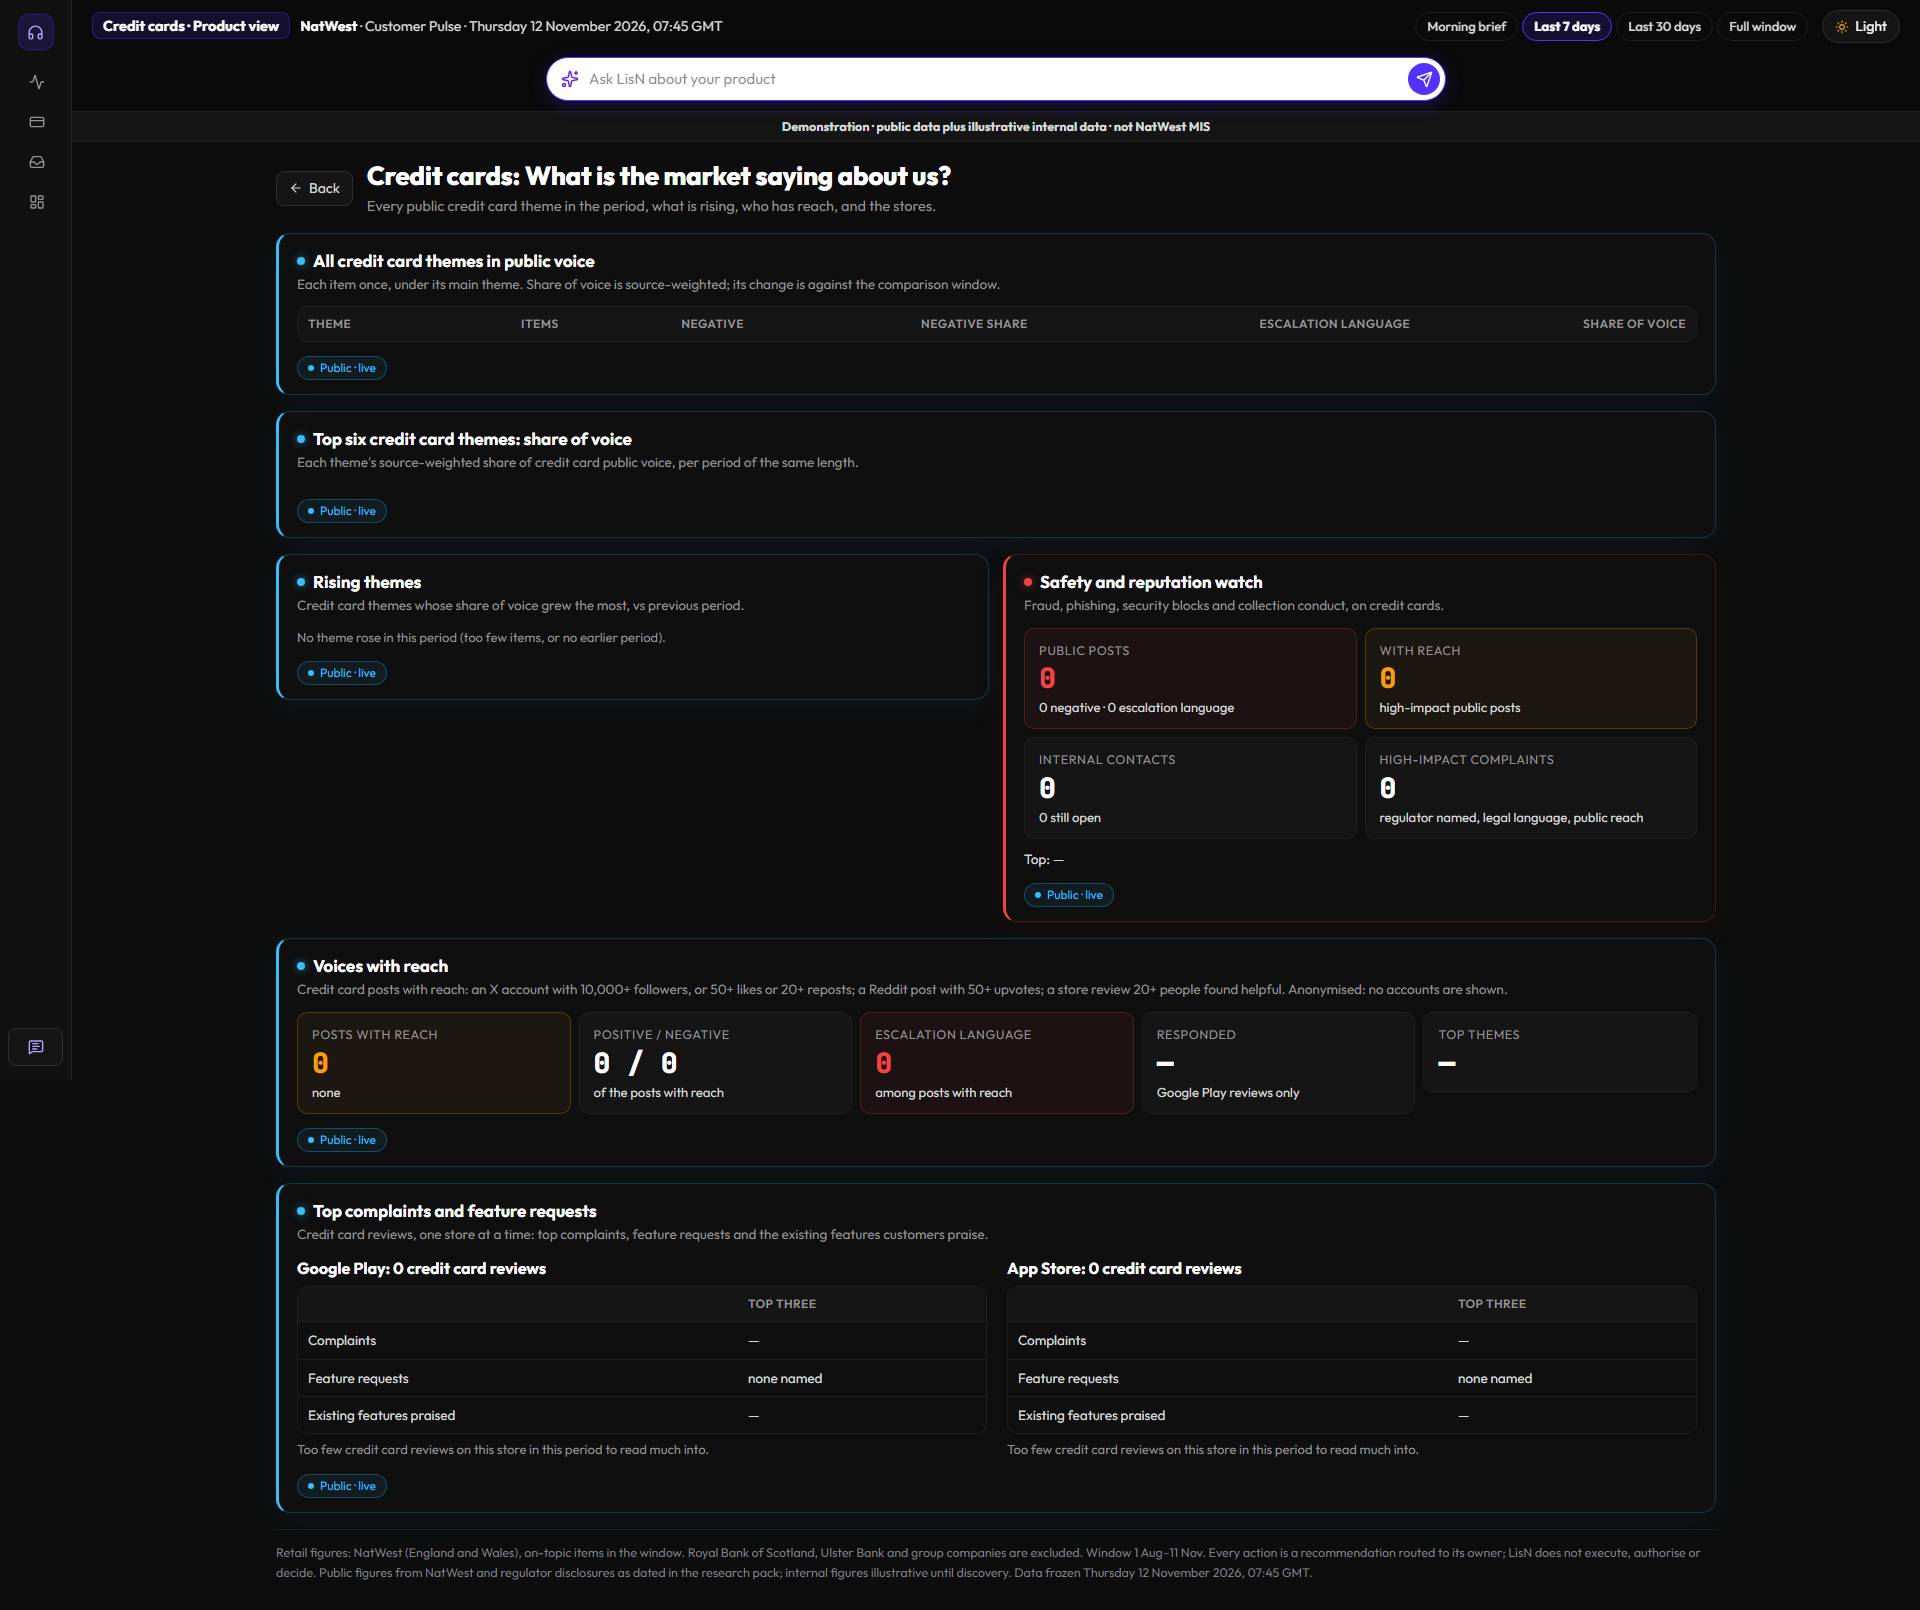 Credit cards · Product view
NatWest · Customer Pulse · Thursday 12 November 2026, 07:45 GMT
Morning brief
Last 7 days
Last 30 days
Full window
Light
Ask LisN about your product
Demonstration · public data plus illustrative internal data · not NatWest MIS
Back
Credit cards: What is the market saying about us?
Every public credit card theme in the period, what is rising, who has reach, and the stores.
All credit card themes in public voice
Each item once, under its main theme. Share of voice is source-weighted; its change is against the comparison window.
THEME ITEMS NEGATIVE NEGATIVE SHARE ESCALATION LANGUAGE SHARE OF VOICE
Public · live
Top six credit card themes: share of voice
Each theme's source-weighted share of credit card public voice, per period of the same length.
Public · live
Rising themes
Credit card themes whose share of voice grew the most, vs previous period.
No theme rose in this period (too few items, or no earlier period).
Public · live
Safety and reputation watch
Fraud, phishing, security blocks and collection conduct, on credit cards.
PUBLIC POSTS
0
0 negative · 0 escalation language
WITH REACH
0
high-impact public posts
INTERNAL CONTACTS
0
0 still open
HIGH-IMPACT COMPLAINTS
0
regulator named, legal language, public reach
Top: —
Public · live
Voices with reach
Credit card posts with reach: an X account with 10,000+ followers, or 50+ likes or 20+ reposts; a Reddit post with 50+ upvotes; a store review 20+ people found helpful. Anonymised: no accounts are shown.
POSTS WITH REACH
0
none
POSITIVE / NEGATIVE
0 / 0
of the posts with reach
ESCALATION LANGUAGE
0
among posts with reach
RESPONDED
—
Google Play reviews only
TOP THEMES
—
Public · live
Top complaints and feature requests
Credit card reviews, one store at a time: top complaints, feature requests and the existing features customers praise.
Google Play: 0 credit card reviews
TOP THREE
Complaints —
Feature requests none named
Existing features praised —
Too few credit card reviews on this store in this period to read much into.
App Store: 0 credit card reviews
TOP THREE
Complaints —
Feature requests none named
Existing features praised —
Too few credit card reviews on this store in this period to read much into.
Public · live
Retail figures: NatWest (England and Wales), on-topic items in the window. Royal Bank of Scotland, Ulster Bank and group companies are excluded. Window 1 Aug–11 Nov. Every action is a recommendation routed to its owner; LisN does not execute, authorise or
decide. Public figures from NatWest and regulator disclosures as dated in the research pack; internal figures illustrative until discovery. Data frozen Thursday 12 November 2026, 07:45 GMT.